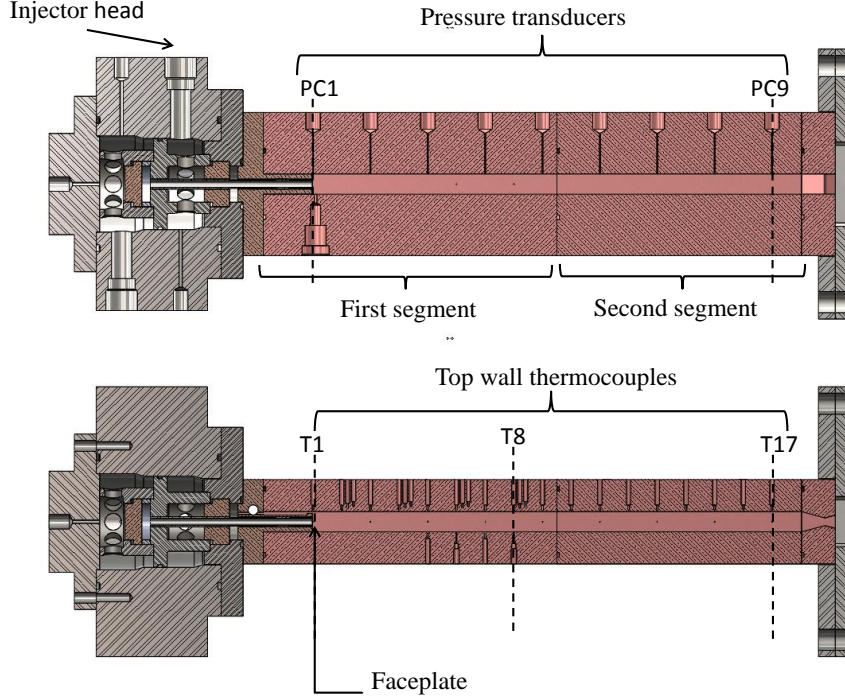 Injector head
Pressure transducers
PC1
PC9
First segment
Second segment
Top wall thermocouples
T1
T8
T17
Faceplate